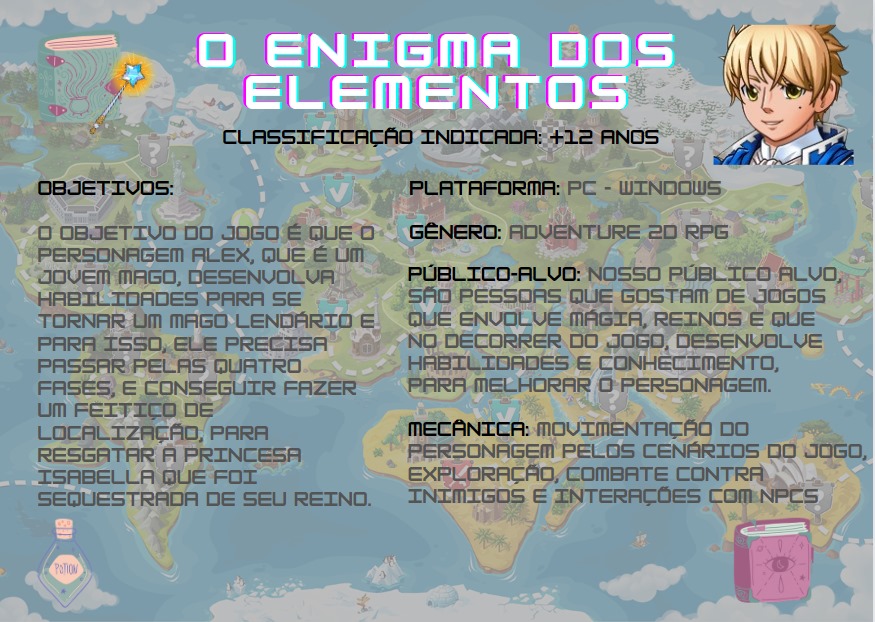 O ENIGMA DOS
ELEMENTOS
CLASSIFICAÇÃO INDICADA: +12 ANOS
OBJETIVOS:
O OBJETIVO DO JOGO É QUE O
PERSONAGEM ALEX, QUE É UM
JOVEM MAGO, DESENVOLVA
HABILIDADES PARA SE
TORNAR UM MAGO LENDÁRIO E
PARA ISSO, ELE PRECISA
PASSAR PELAS QUATRO
FASES, E CONSEGUIR FAZER
UM FEITIÇO DE
LOCALIZAÇÃO, PARA
RESGATAR A PRINCESA
ISABELLA QUE FOI
SEQUESTRADA DE SEU REINO.
PLATAFORMA: PC - WINDOWS
GÊNERO: ADVENTURE 2D RPG
PÚBLICO-ALVO: NOSSO PÚBLICO ALVO,
SÃO PESSOAS QUE GOSTAM DE JOGOS
QUE ENVOLVE MÁGIA, REINOS E QUE
NO DECORRER DO JOGO, DESENVOLVE
HABILIDADES E CONHECIMENTO,
PARA MELHORAR O PERSONAGEM.
MECÂNICA: MOVIMENTAÇÃO DO
PERSONAGEM PELOS CENÁRIOS DO JOGO,
EXPLORAÇÃO, COMBATE CONTRA
INIMIGOS E INTERAÇÕES COM NPCS
POTION